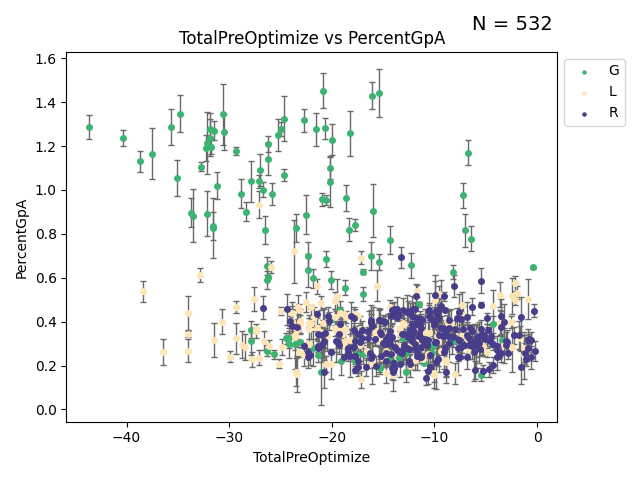 N = 532
TotalPreOptimize vs PercentGpA
1.6
1.4
1.2
1.0
0.8
0.6
0.4
0.2
0.0
PercentGpA
−40 −30 −20 −10 0
TotalPreOptimize
G
L
R